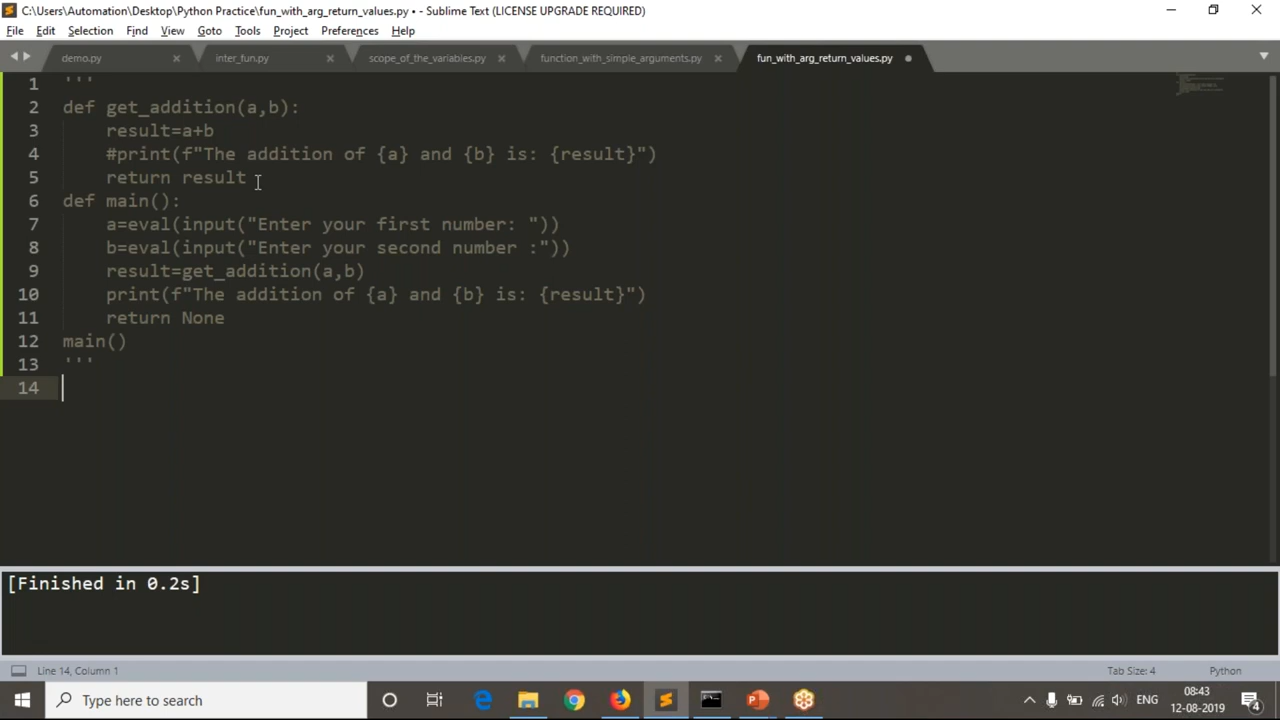 C:\Users\Automation\Desktop\Python Practice\fun_with_arg_return_values.py • - Sublime Text (LICENSE UPGRADE REQUIRED)
File Edit Selection Find View Goto Tools Project Preferences Help
demo.py inter_fun.py scope_of_the_variables.py function_with_simple_arguments.py fun_with_arg_return_values.py
1 '''
2 def get_addition(a,b):
3     result=a+b
4     #print(f"The addition of {a} and {b} is: {result}")
5     return result
6 def main():
7     a=eval(input("Enter your first number: "))
8     b=eval(input("Enter your second number :"))
9     result=get_addition(a,b)
10     print(f"The addition of {a} and {b} is: {result}")
11     return None
12 main()
13 '''
14
[Finished in 0.2s]
Line 14, Column 1 Tab Size: 4 Python
Type here to search ENG 08:43
12-08-2019 4